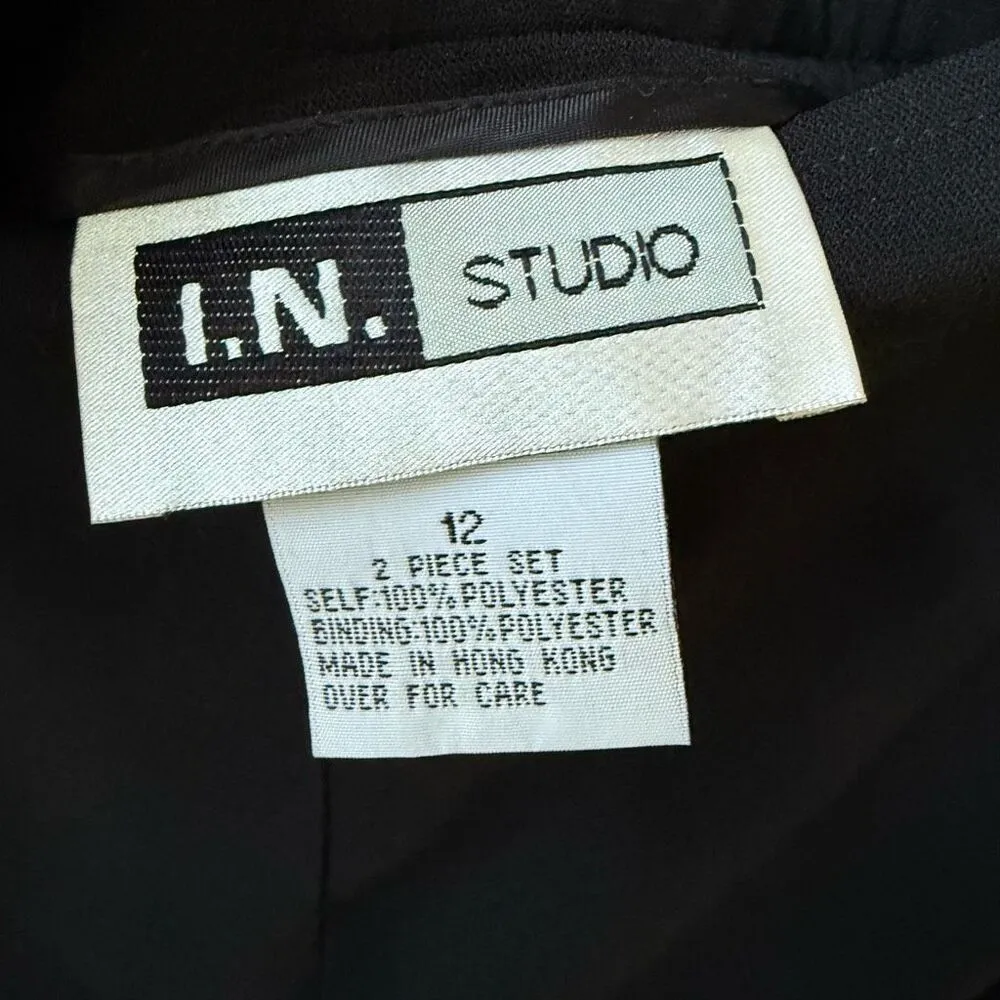 I.N. STUDIO
12
2 PIECE SET
SELF:100%POLYESTER
BINDING:100%POLYESTER
MADE IN HONG KONG
OVER FOR CARE